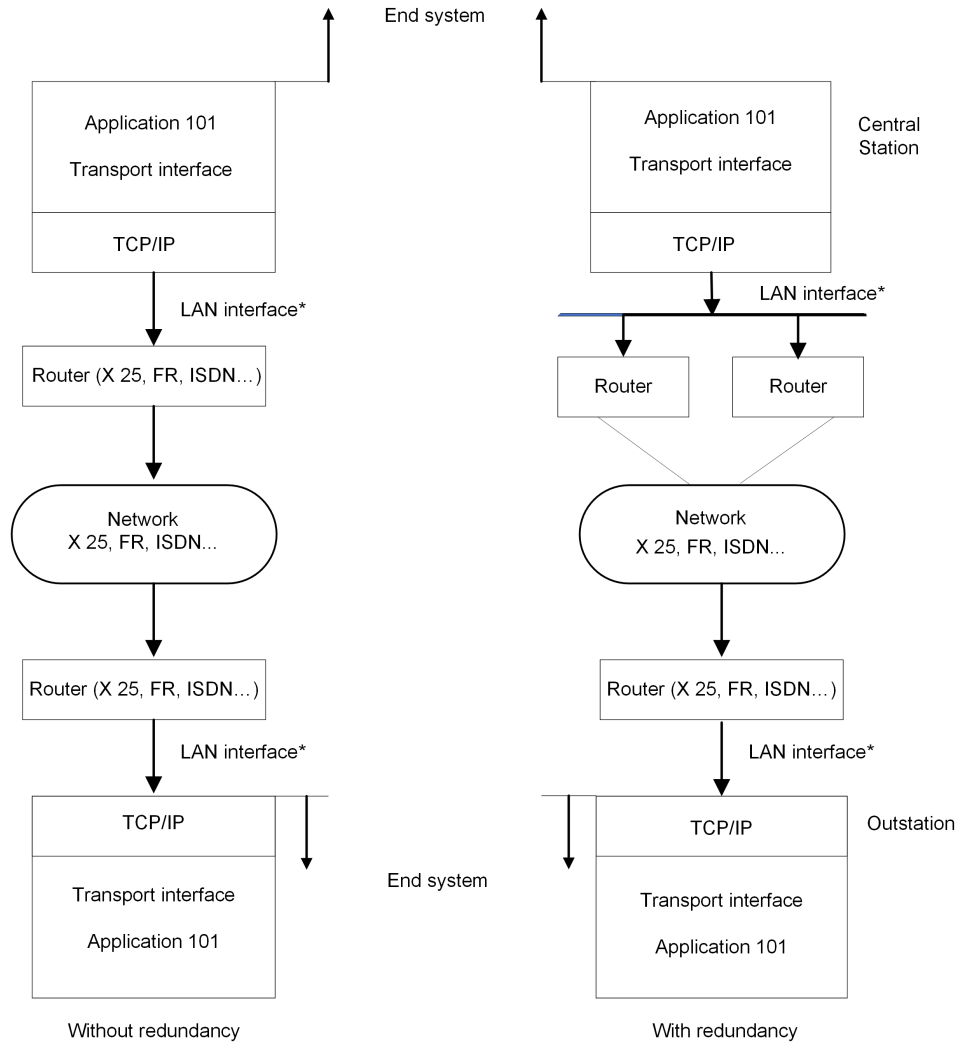 End system
Application 101
Transport interface
TCP/IP
LAN interface*
Router (X 25, FR, ISDN...)
Network
X 25, FR, ISDN...
Router (X 25, FR, ISDN...)
LAN interface*
TCP/IP
Transport interface
Application 101
Without redundancy
Application 101
Transport interface
TCP/IP
Central
Station
LAN interface*
Router
Router
Network
X 25, FR, ISDN...
Router (X 25, FR, ISDN...)
LAN interface*
TCP/IP
Outstation
End system
Transport interface
Application 101
With redundancy